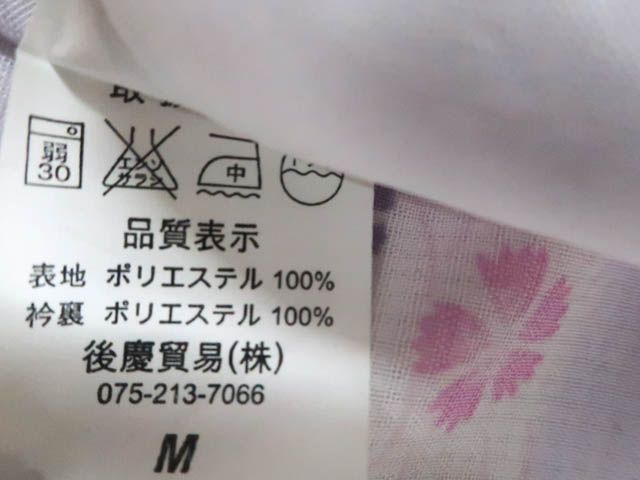 弱
30
エンソ
サラシ
中
品質表示
表地 ポリエステル 100%
衿裏 ポリエステル 100%
後慶貿易(株)
075-213-7066
M